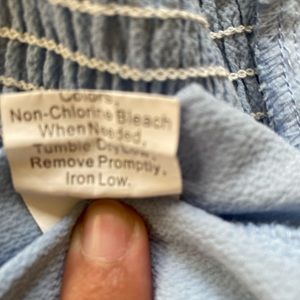 Colors.
Non-Chlorine Bleach
When Needed.
Tumble Dry Low.
Remove Promptly.
Iron Low.